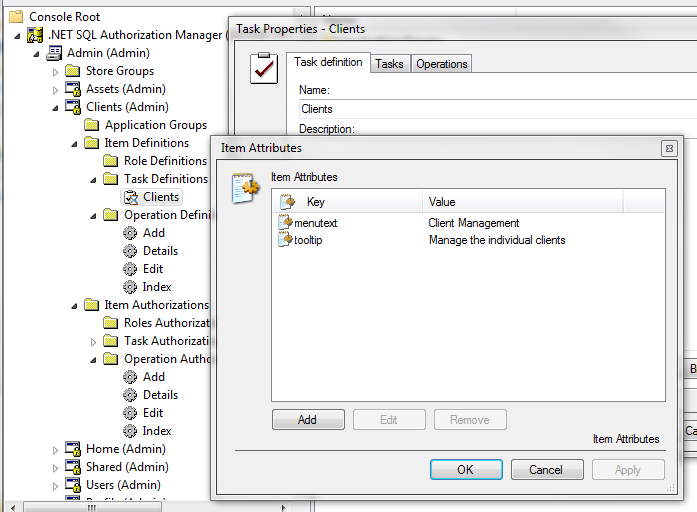 Console Root
.NET SQL Authorization Manager (
Admin (Admin)
Store Groups
Assets (Admin)
Clients (Admin)
Application Groups
Item Definitions
Role Definitions
Task Definitions
Clients
Operation Defini
Add
Details
Edit
Index
Item Authorizations
Roles Authorizat
Task Authorizatio
Operation Autho
Add
Details
Edit
Index
Home (Admin)
Shared (Admin)
Users (Admin)
Task Properties - Clients
Task definition Tasks Operations
Name:
Clients
Description:
Item Attributes
Item Attributes
Key Value
menutext Client Management
tooltip Manage the individual clients
Add Edit Remove
Item Attributes
OK Cancel Apply
B
Ca